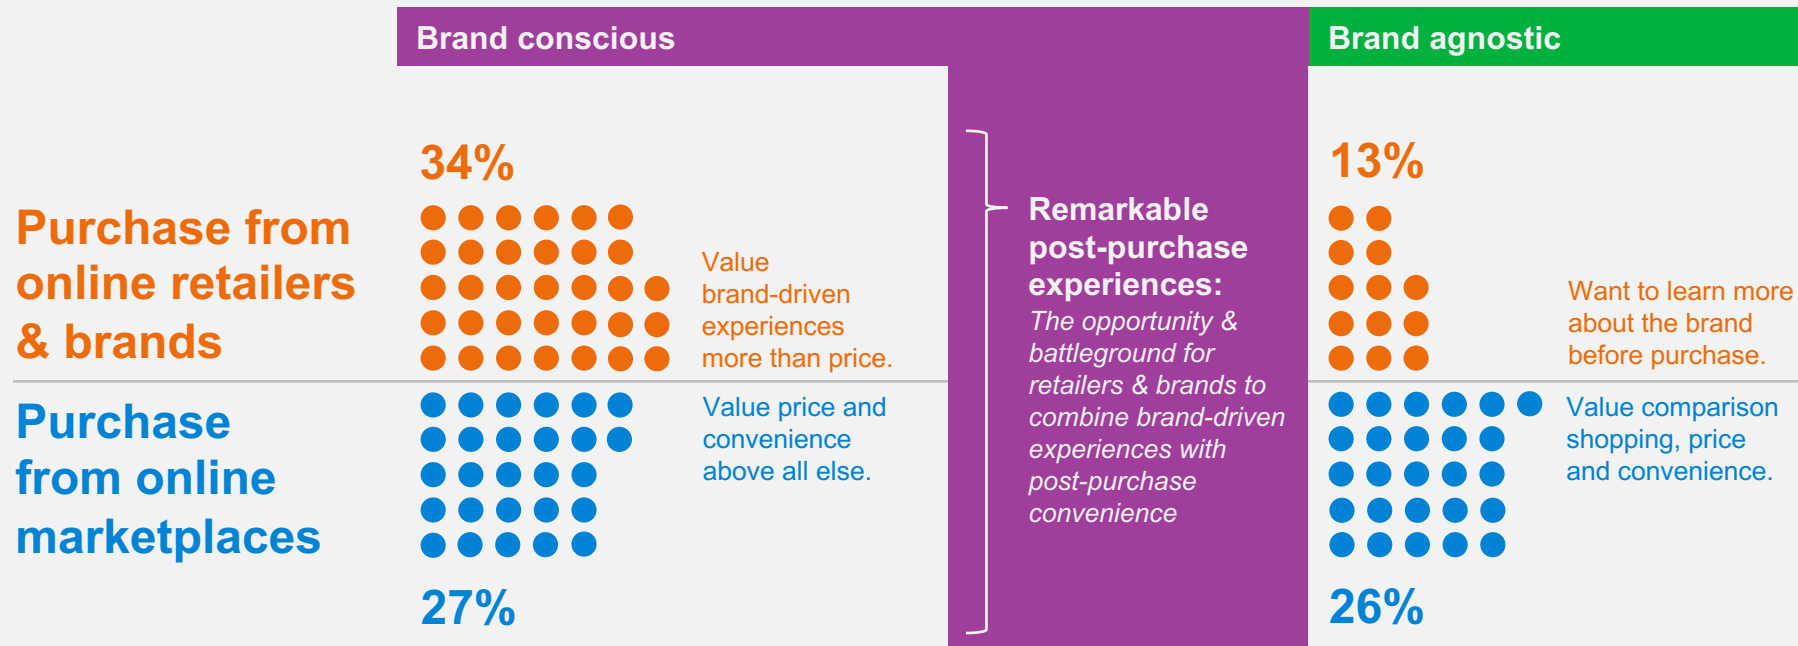 Brand conscious
Brand agnostic
Purchase from
online retailers
& brands
34%
Value
brand-driven
experiences
more than price.
Purchase
from online
marketplaces
Value price and
convenience
above all else.
27%
Remarkable
post-purchase
experiences:
The opportunity &
battleground for
retailers & brands to
combine brand-driven
experiences with
post-purchase
convenience
13%
Want to learn more
about the brand
before purchase.
Value comparison
shopping, price
and convenience.
26%